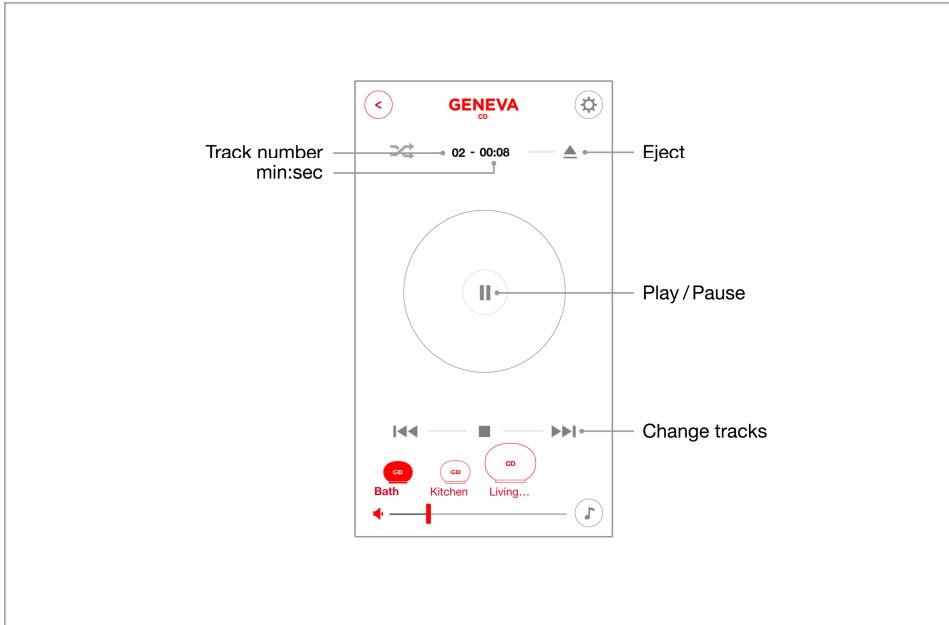 <
GENEVA
CD
Track number
02 - 00:08
Eject
min:sec
Play / Pause
Change tracks
CD
CD
CD
Bath
Kitchen
Living...